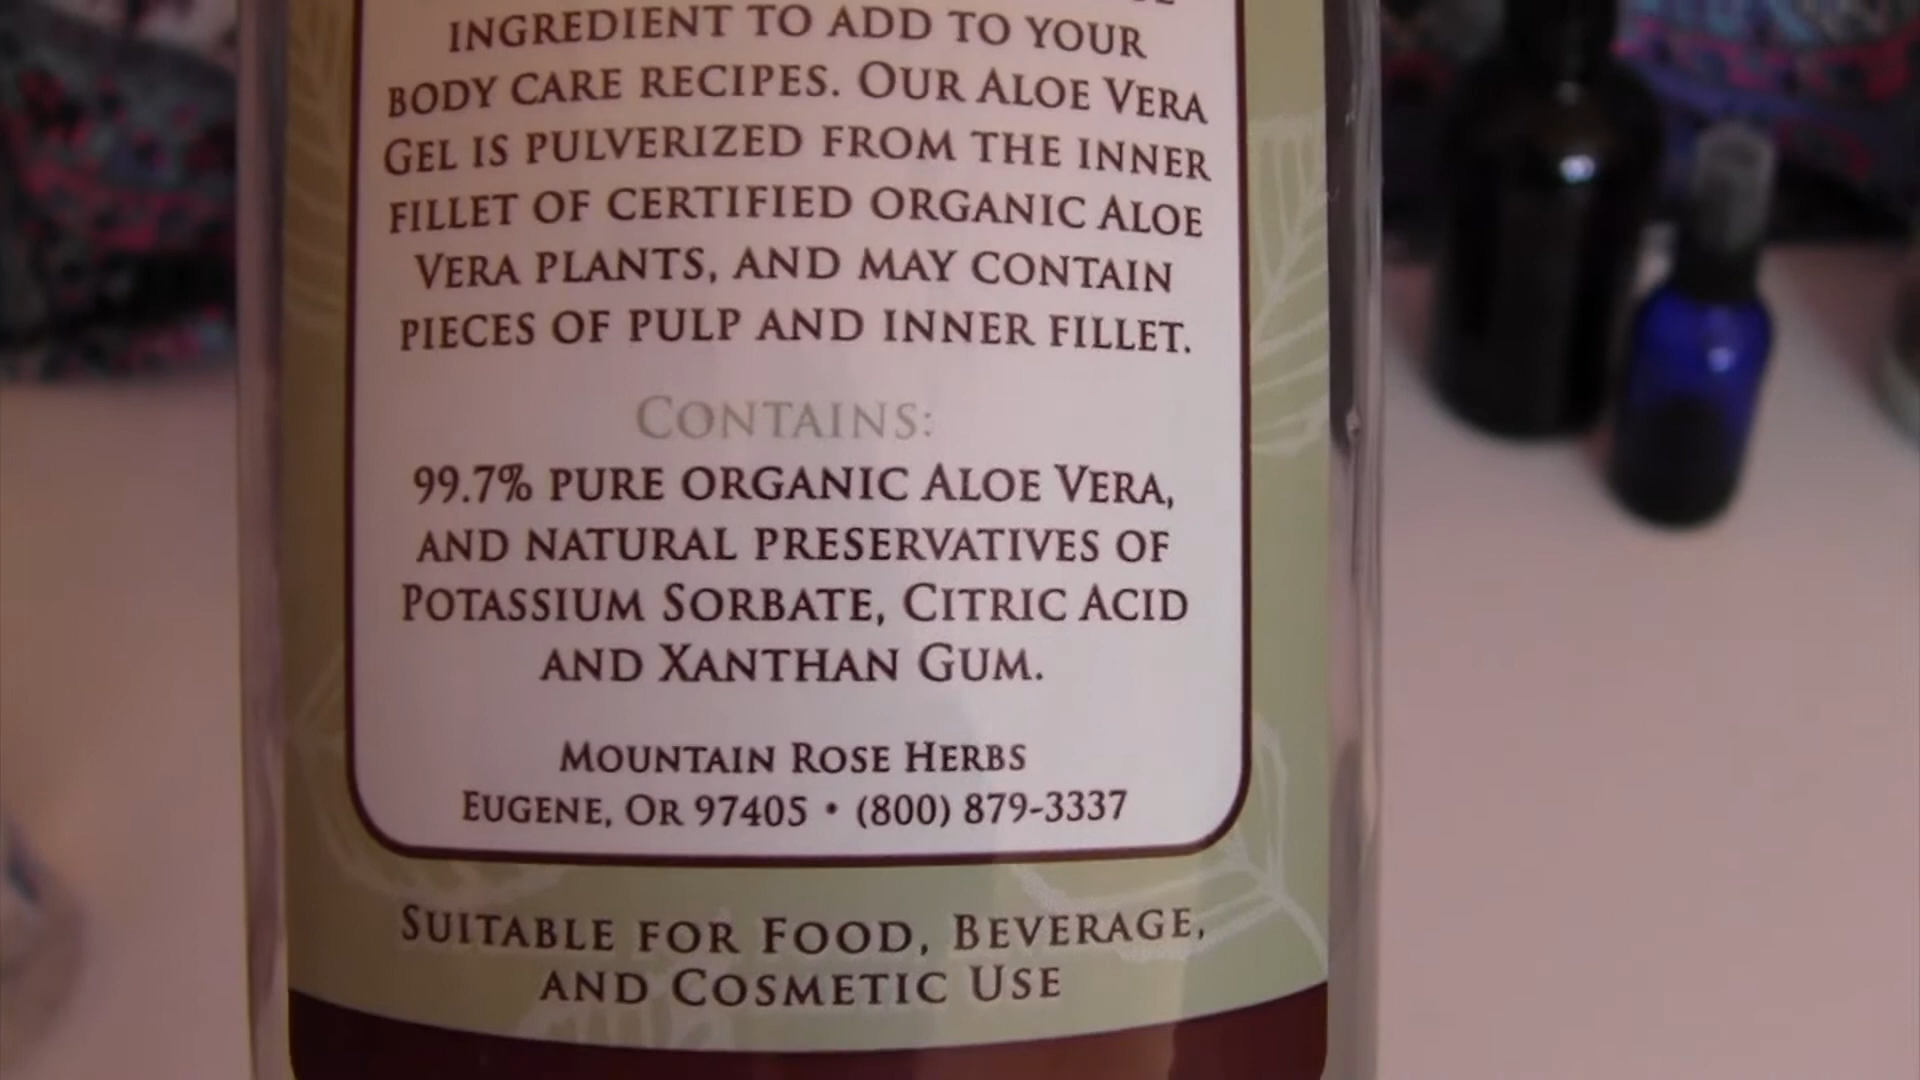 INGREDIENT TO ADD TO YOUR
BODY CARE RECIPES. OUR ALOE VERA
GEL IS PULVERIZED FROM THE INNER
FILLET OF CERTIFIED ORGANIC ALOE
VERA PLANTS, AND MAY CONTAIN
PIECES OF PULP AND INNER FILLET.
CONTAINS:
99.7% PURE ORGANIC ALOE VERA,
AND NATURAL PRESERVATIVES OF
POTASSIUM SORBATE, CITRIC ACID
AND XANTHAN GUM.
MOUNTAIN ROSE HERBS
EUGENE, OR 97405 • (800) 879-3337
SUITABLE FOR FOOD, BEVERAGE,
AND COSMETIC USE